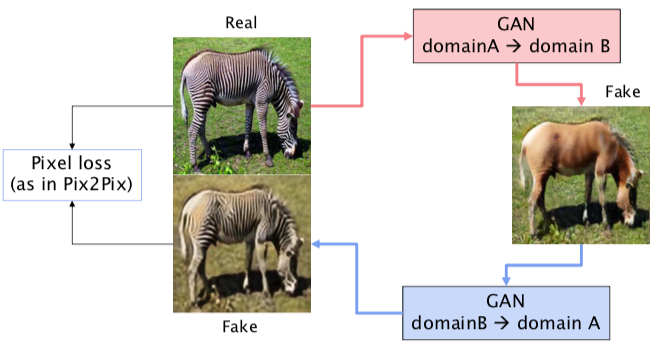 Real
GAN
domainA → domain B
Fake
Pixel loss
(as in Pix2Pix)
GAN
domainB → domain A
Fake